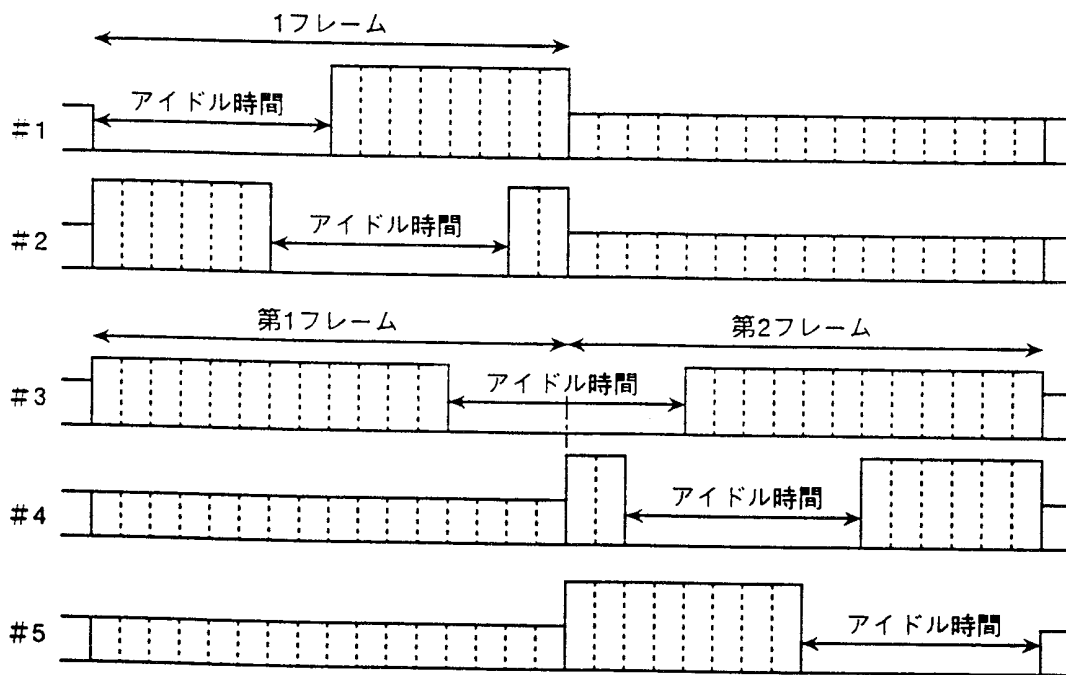 1フレーム
アイドル時間
#1
アイドル時間
#2
第1フレーム
第2フレーム
アイドル時間
#3
アイドル時間
#4
アイドル時間
#5